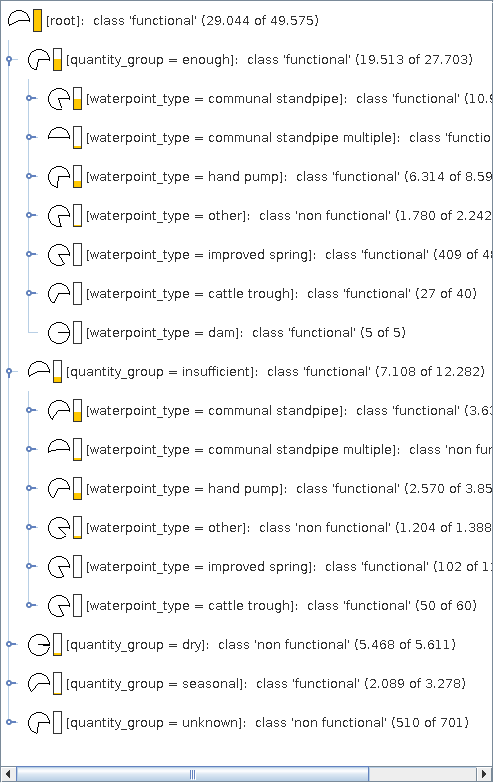 [root]: class 'functional' (29.044 of 49.575)
[quantity_group = enough]: class 'functional' (19.513 of 27.703)
[waterpoint_type = communal standpipe]: class 'functional' (10.9
[waterpoint_type = communal standpipe multiple]: class 'functio
[waterpoint_type = hand pump]: class 'functional' (6.314 of 8.59
[waterpoint_type = other]: class 'non functional' (1.780 of 2.242
[waterpoint_type = improved spring]: class 'functional' (409 of 48
[waterpoint_type = cattle trough]: class 'functional' (27 of 40)
[waterpoint_type = dam]: class 'functional' (5 of 5)
[quantity_group = insufficient]: class 'functional' (7.108 of 12.282)
[waterpoint_type = communal standpipe]: class 'functional' (3.63
[waterpoint_type = communal standpipe multiple]: class 'non fun
[waterpoint_type = hand pump]: class 'functional' (2.570 of 3.85
[waterpoint_type = other]: class 'non functional' (1.204 of 1.388
[waterpoint_type = improved spring]: class 'functional' (102 of 11
[waterpoint_type = cattle trough]: class 'functional' (50 of 60)
[quantity_group = dry]: class 'non functional' (5.468 of 5.611)
[quantity_group = seasonal]: class 'functional' (2.089 of 3.278)
[quantity_group = unknown]: class 'non functional' (510 of 701)